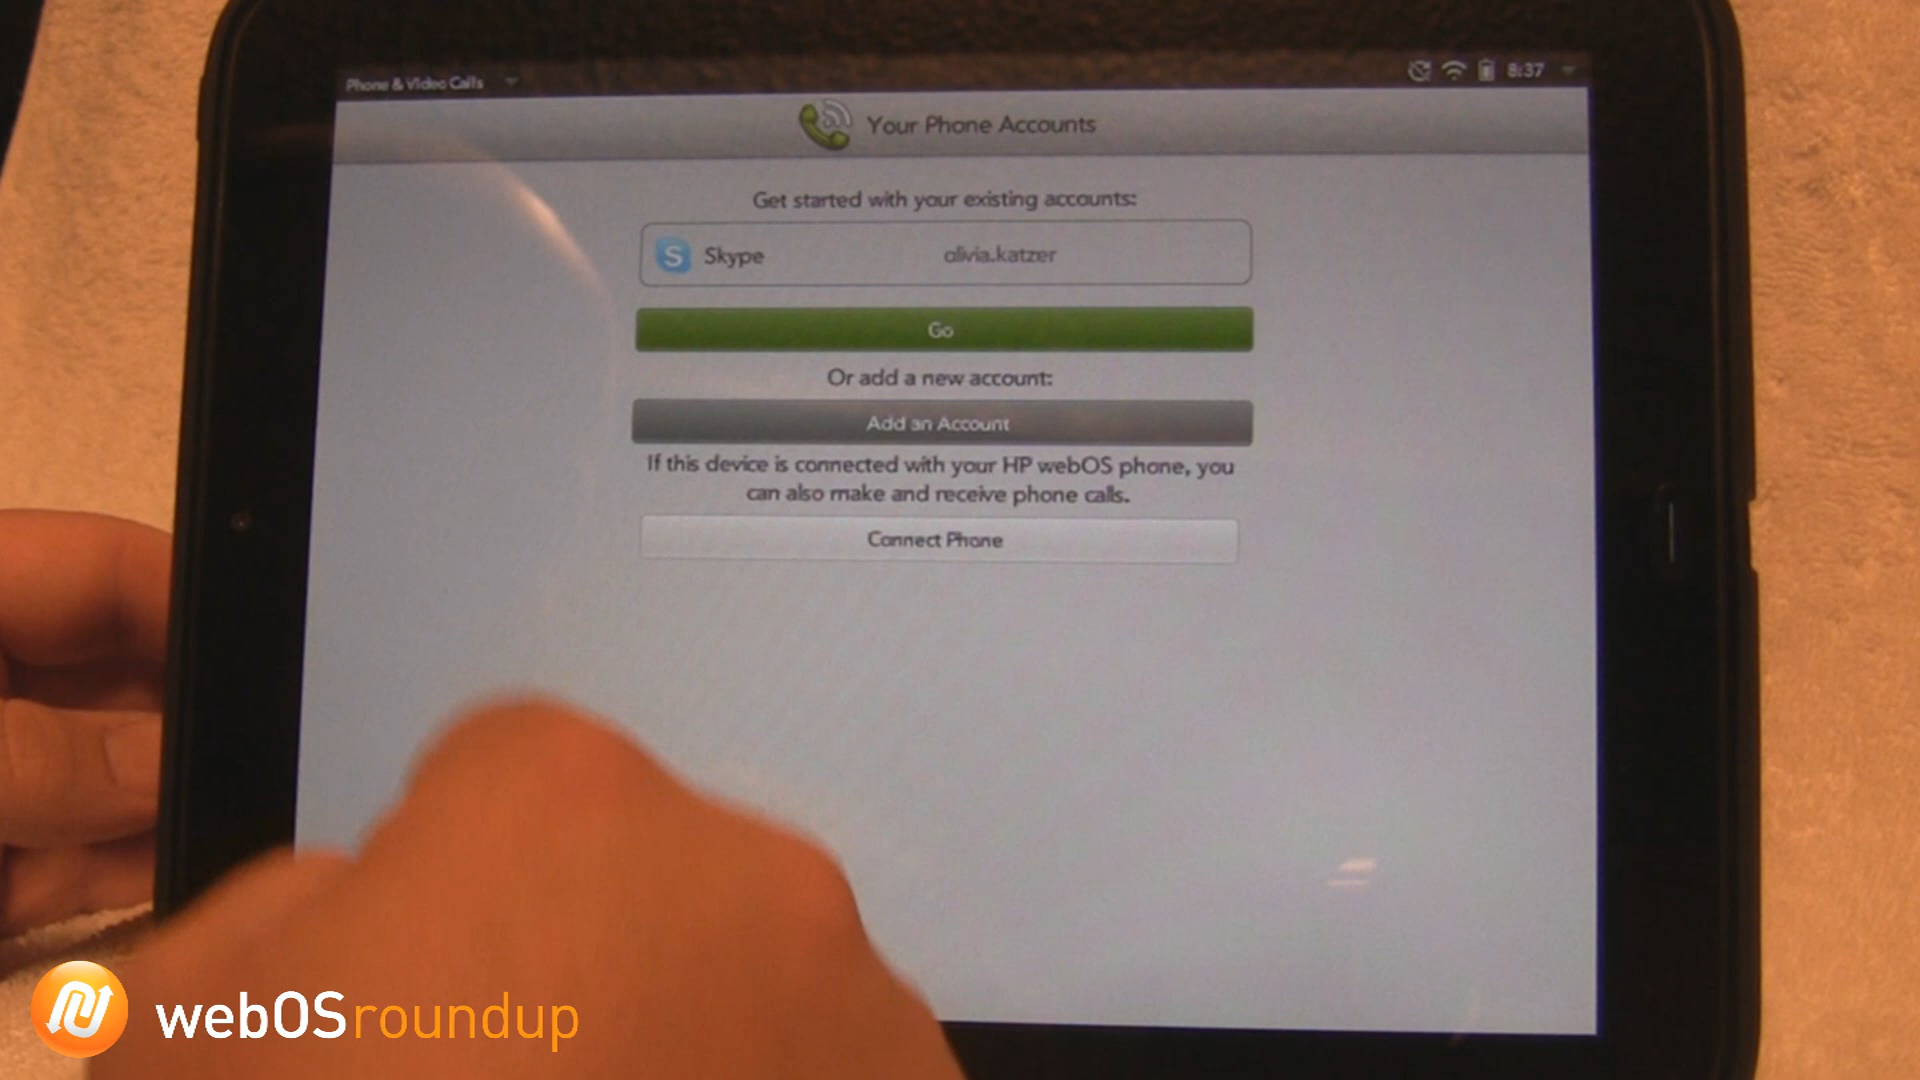 Phone & Video Calls
8:37
Your Phone Accounts
Get started with your existing accounts:
S Skype olivia.katzer
Go
Or add a new account:
Add an Account
If this device is connected with your HP webOS phone, you
can also make and receive phone calls.
Connect Phone
webOSroundup